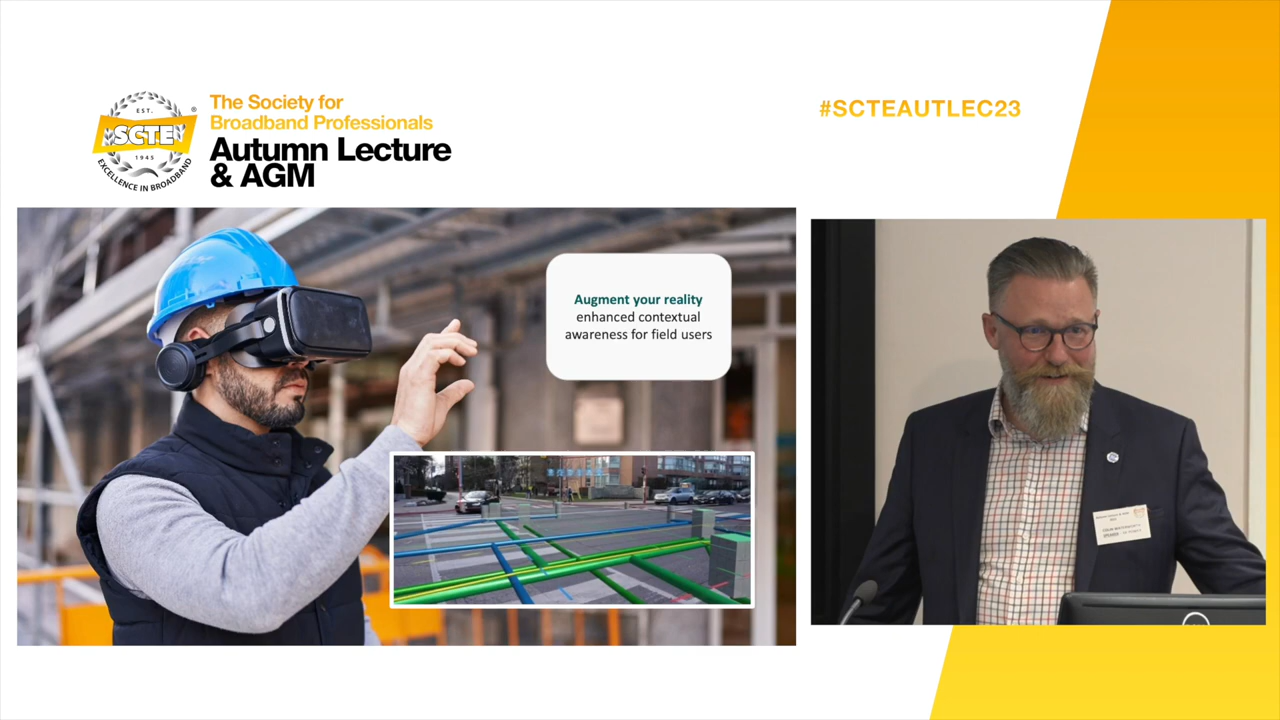 EST.
SCTE
®
1945
EXCELLENCE IN BROADBAND
The Society for
Broadband Professionals
Autumn Lecture
& AGM
#SCTEAUTLEC23
Augment your reality
enhanced contextual
awareness for field users
SPEAKER